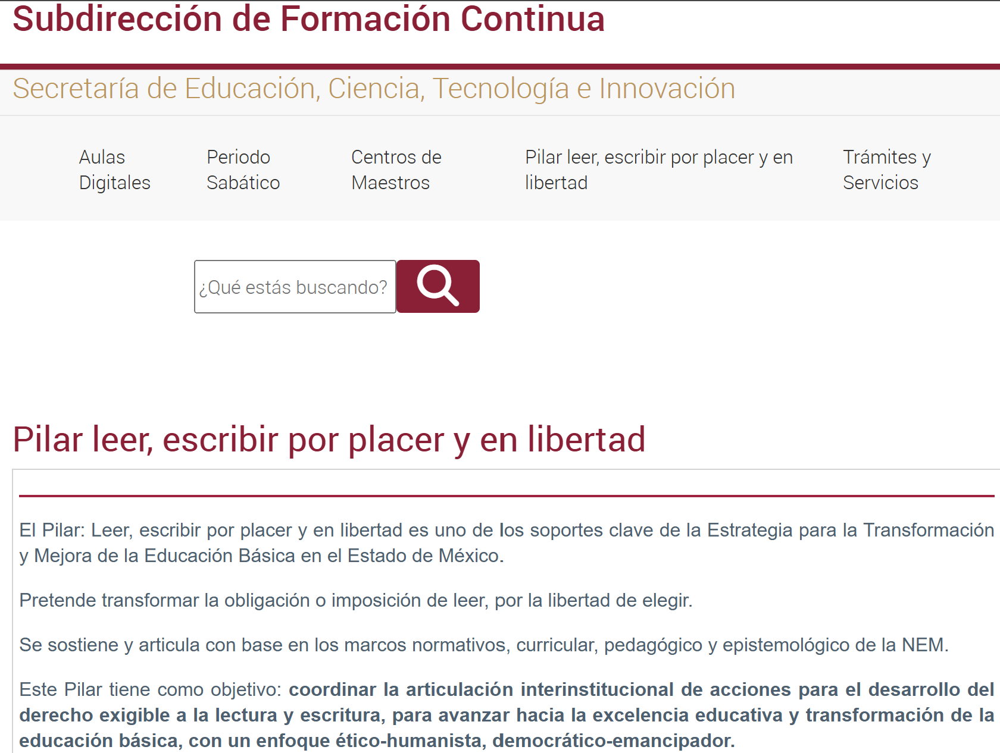 Subdirección de Formación Continua
Secretaría de Educación, Ciencia, Tecnología e Innovación
Aulas
Digitales
Periodo
Sabático
Centros de
Maestros
Pilar leer, escribir por placer y en
libertad
Trámites y
Servicios
¿Qué estás buscando?
Pilar leer, escribir por placer y en libertad
El Pilar: Leer, escribir por placer y en libertad es uno de los soportes clave de la Estrategia para la Transformación
y Mejora de la Educación Básica en el Estado de México.
Pretende transformar la obligación o imposición de leer, por la libertad de elegir.
Se sostiene y articula con base en los marcos normativos, curricular, pedagógico y epistemológico de la NEM.
Este Pilar tiene como objetivo: coordinar la articulación interinstitucional de acciones para el desarrollo del
derecho exigible a la lectura y escritura, para avanzar hacia la excelencia educativa y transformación de la
educación básica, con un enfoque ético-humanista, democrático-emancipador.